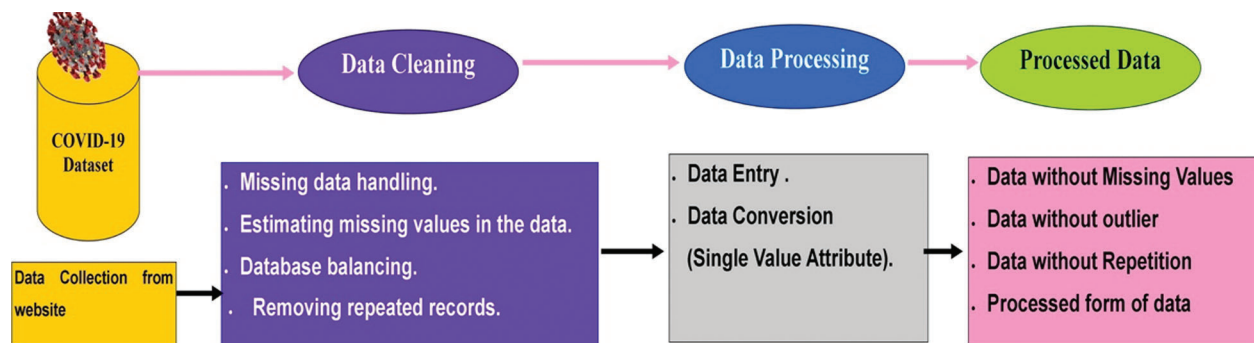 COVID-19
Dataset
Data Cleaning
Data Processing
Processed Data
Data Collection from
website
. Missing data handling.
. Estimating missing values in the data.
. Database balancing.
. Removing repeated records.
. Data Entry .
. Data Conversion
(Single Value Attribute).
. Data without Missing Values
. Data without outlier
. Data without Repetition
. Processed form of data